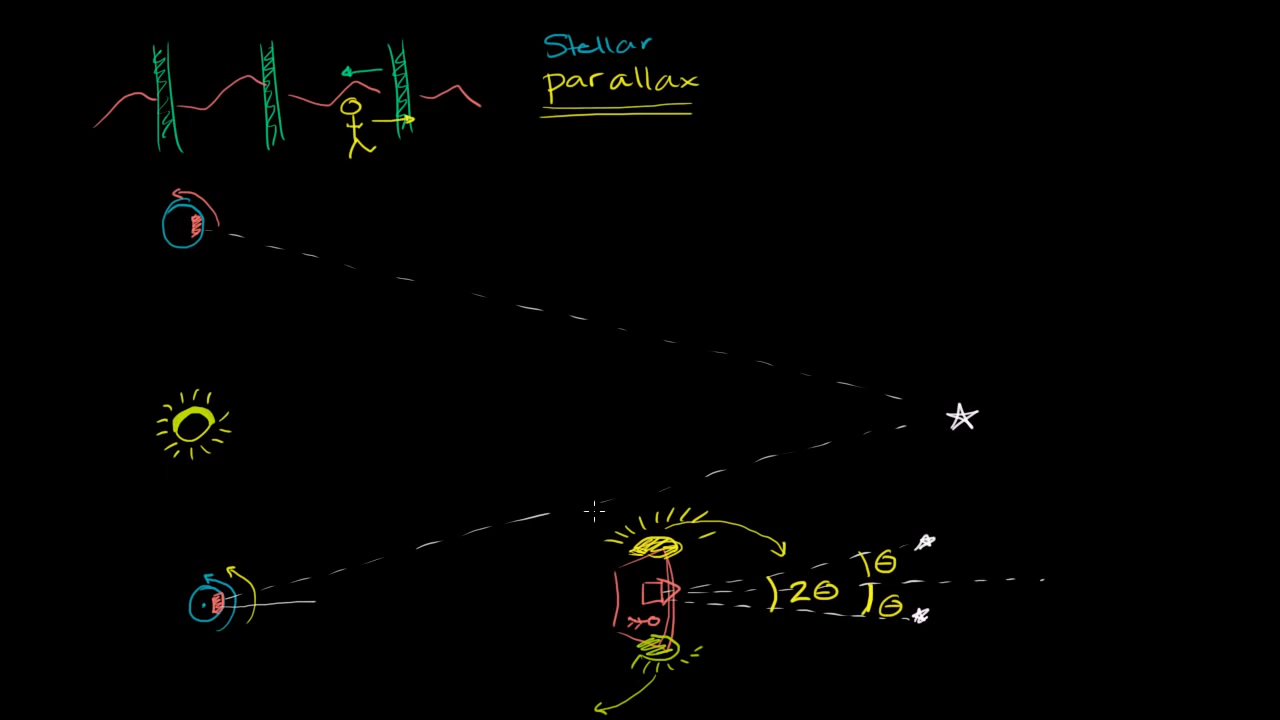 Stellar
parallax
θ
2θ
θ